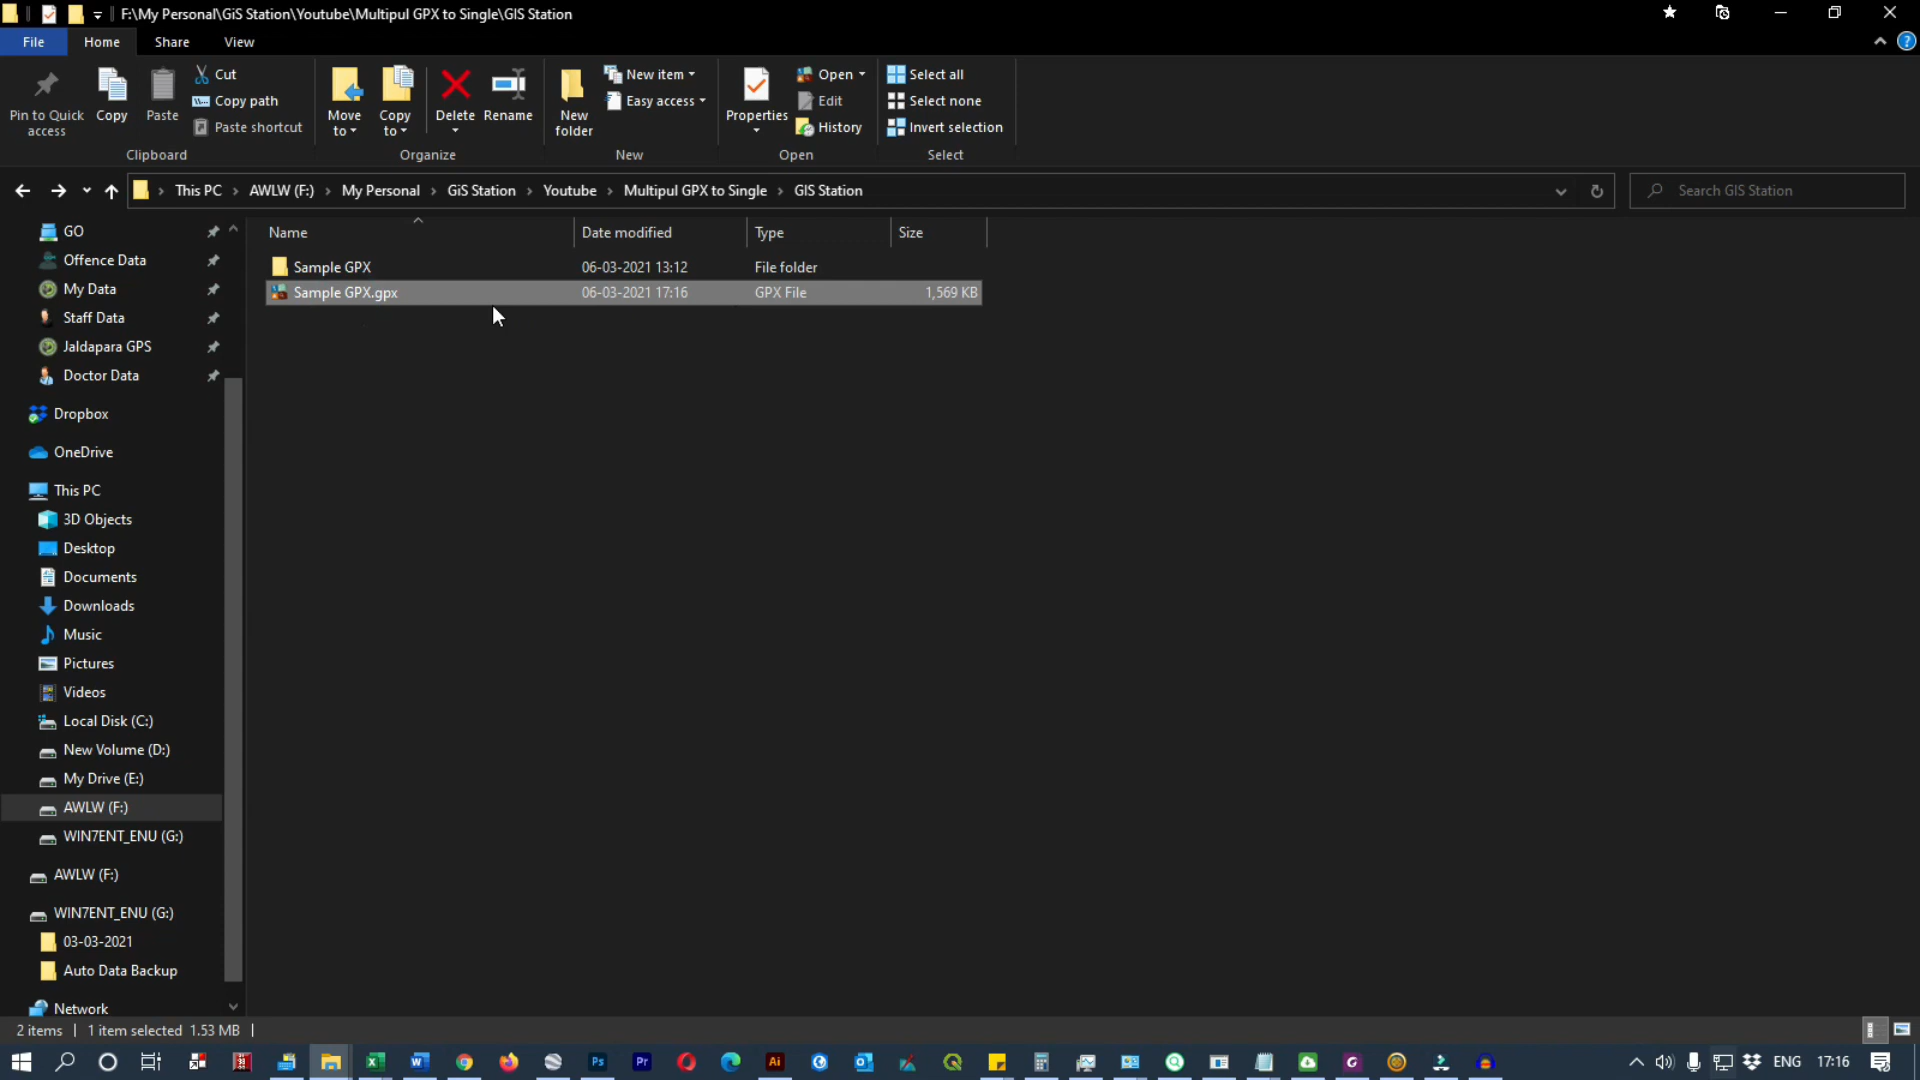 F:\My Personal\GiS Station\Youtube\Multipul GPX to Single\GIS Station
File Home Share View
Pin to Quick access
Copy
Paste
Cut
Copy path
Paste shortcut
Clipboard
Move to
Copy to
Delete
Rename
Organize
New folder
New item
Easy access
New
Properties
Open
Edit
History
Open
Select all
Select none
Invert selection
Select
This PC > AWLW (F:) > My Personal > GiS Station > Youtube > Multipul GPX to Single > GIS Station
Search GIS Station
GO
Offence Data
My Data
Staff Data
Jaldapara GPS
Doctor Data
Dropbox
OneDrive
This PC
3D Objects
Desktop
Documents
Downloads
Music
Pictures
Videos
Local Disk (C:)
New Volume (D:)
My Drive (E:)
AWLW (F:)
WIN7ENT_ENU (G:)
AWLW (F:)
WIN7ENT_ENU (G:)
03-03-2021
Auto Data Backup
Network
Name Date modified Type Size
Sample GPX 06-03-2021 13:12 File folder
Sample GPX.gpx 06-03-2021 17:16 GPX File 1,569 KB
2 items 1 item selected 1.53 MB
Ps Pr Ai
ENG 17:16